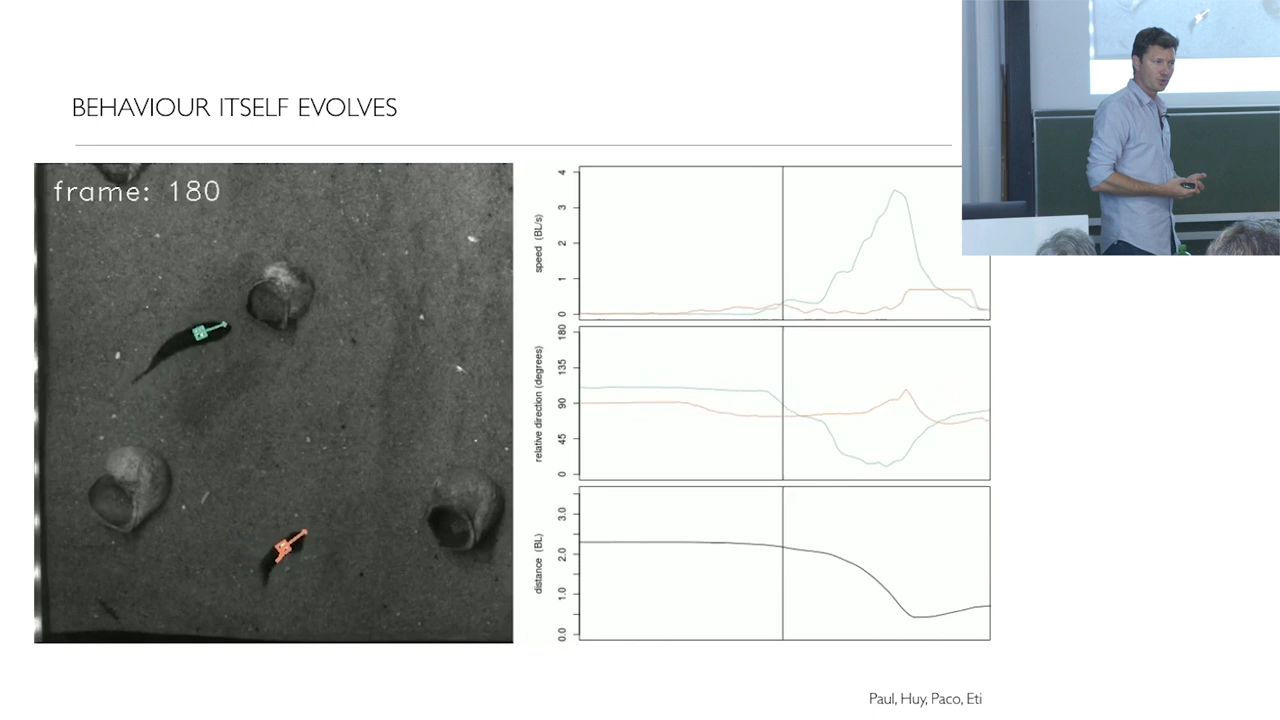 BEHAVIOUR ITSELF EVOLVES
frame: 180
speed (BL/s)
4
3
2
1
0
relative direction (degrees)
180
135
90
45
0
distance (BL)
3.0
2.0
1.0
0.0
Paul, Huy, Paco, Eti